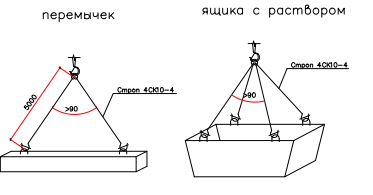 перемычек
ящика с раствором
5000
>90
Строп 4СК10-4
>90
Строп 4СК10-4